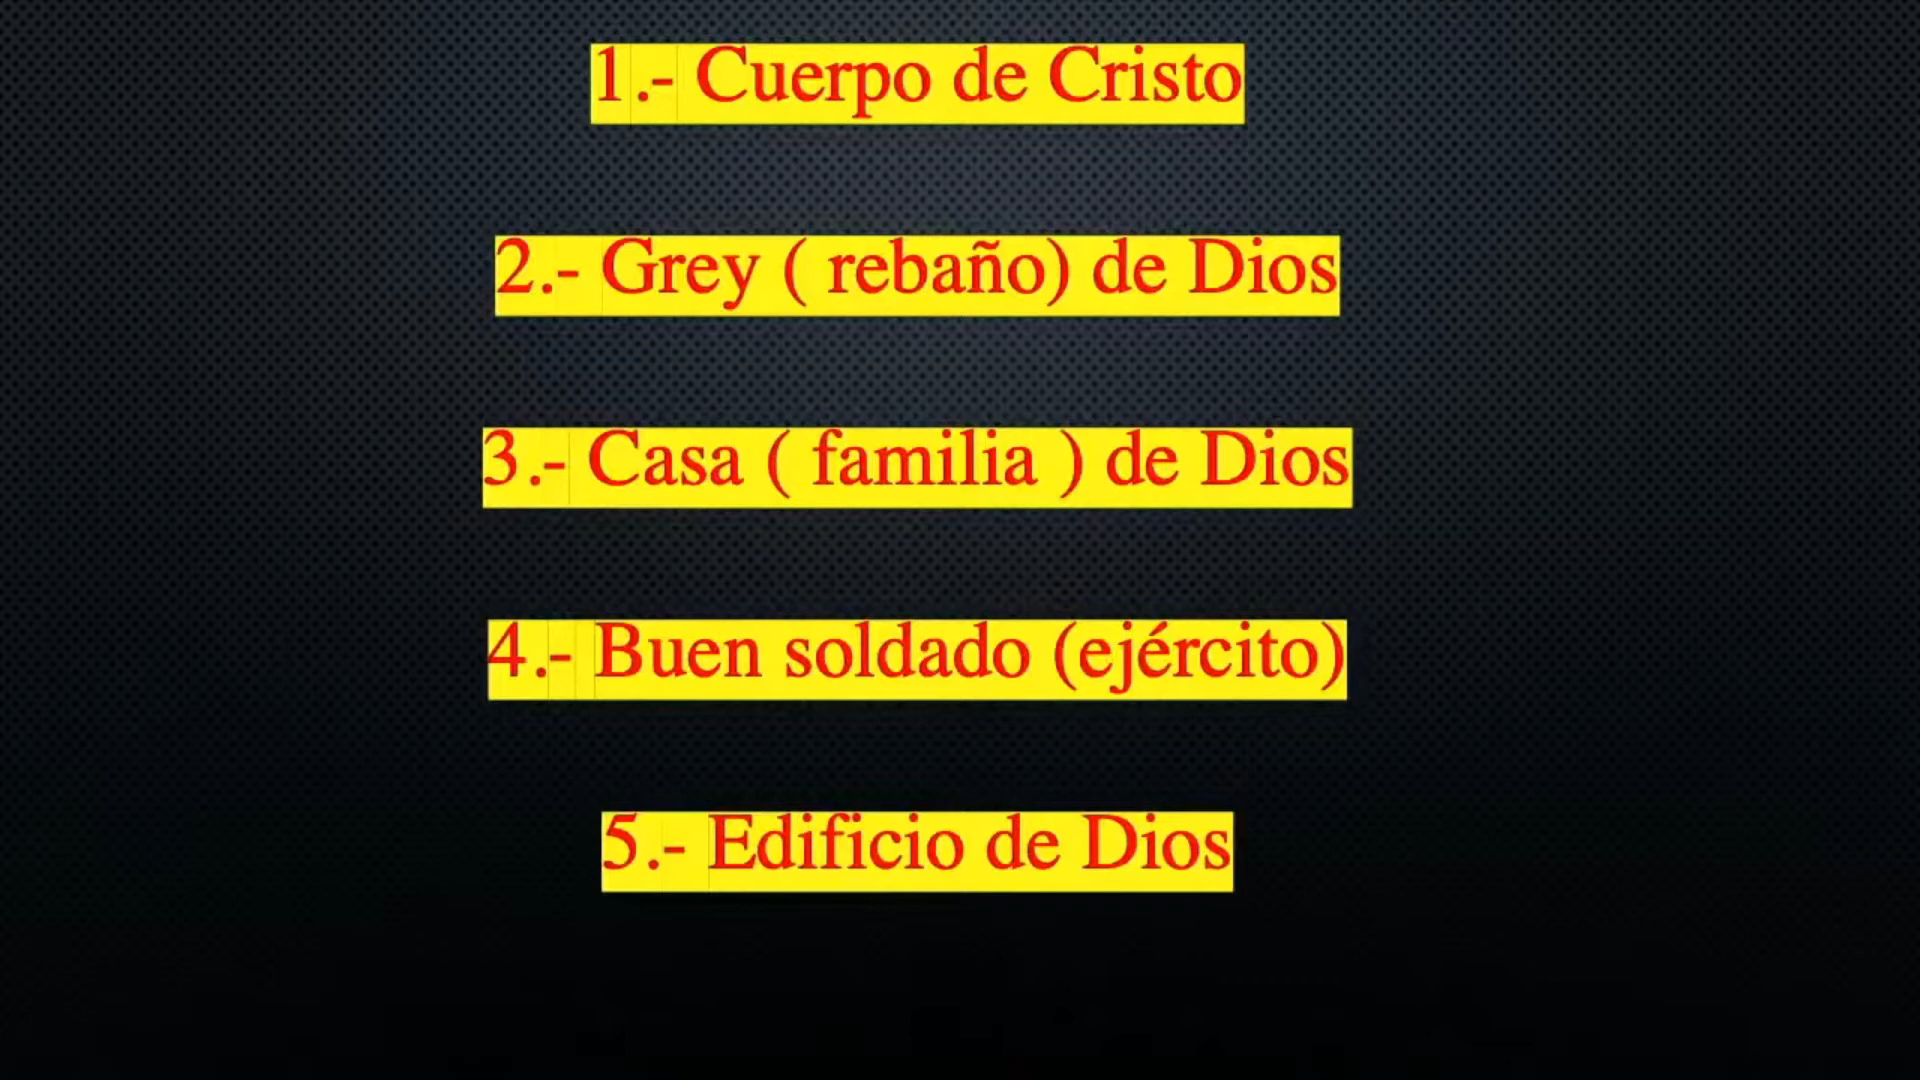 1.- Cuerpo de Cristo
2.- Grey ( rebaño) de Dios
3.- Casa ( familia ) de Dios
4.- Buen soldado (ejército)
5.- Edificio de Dios